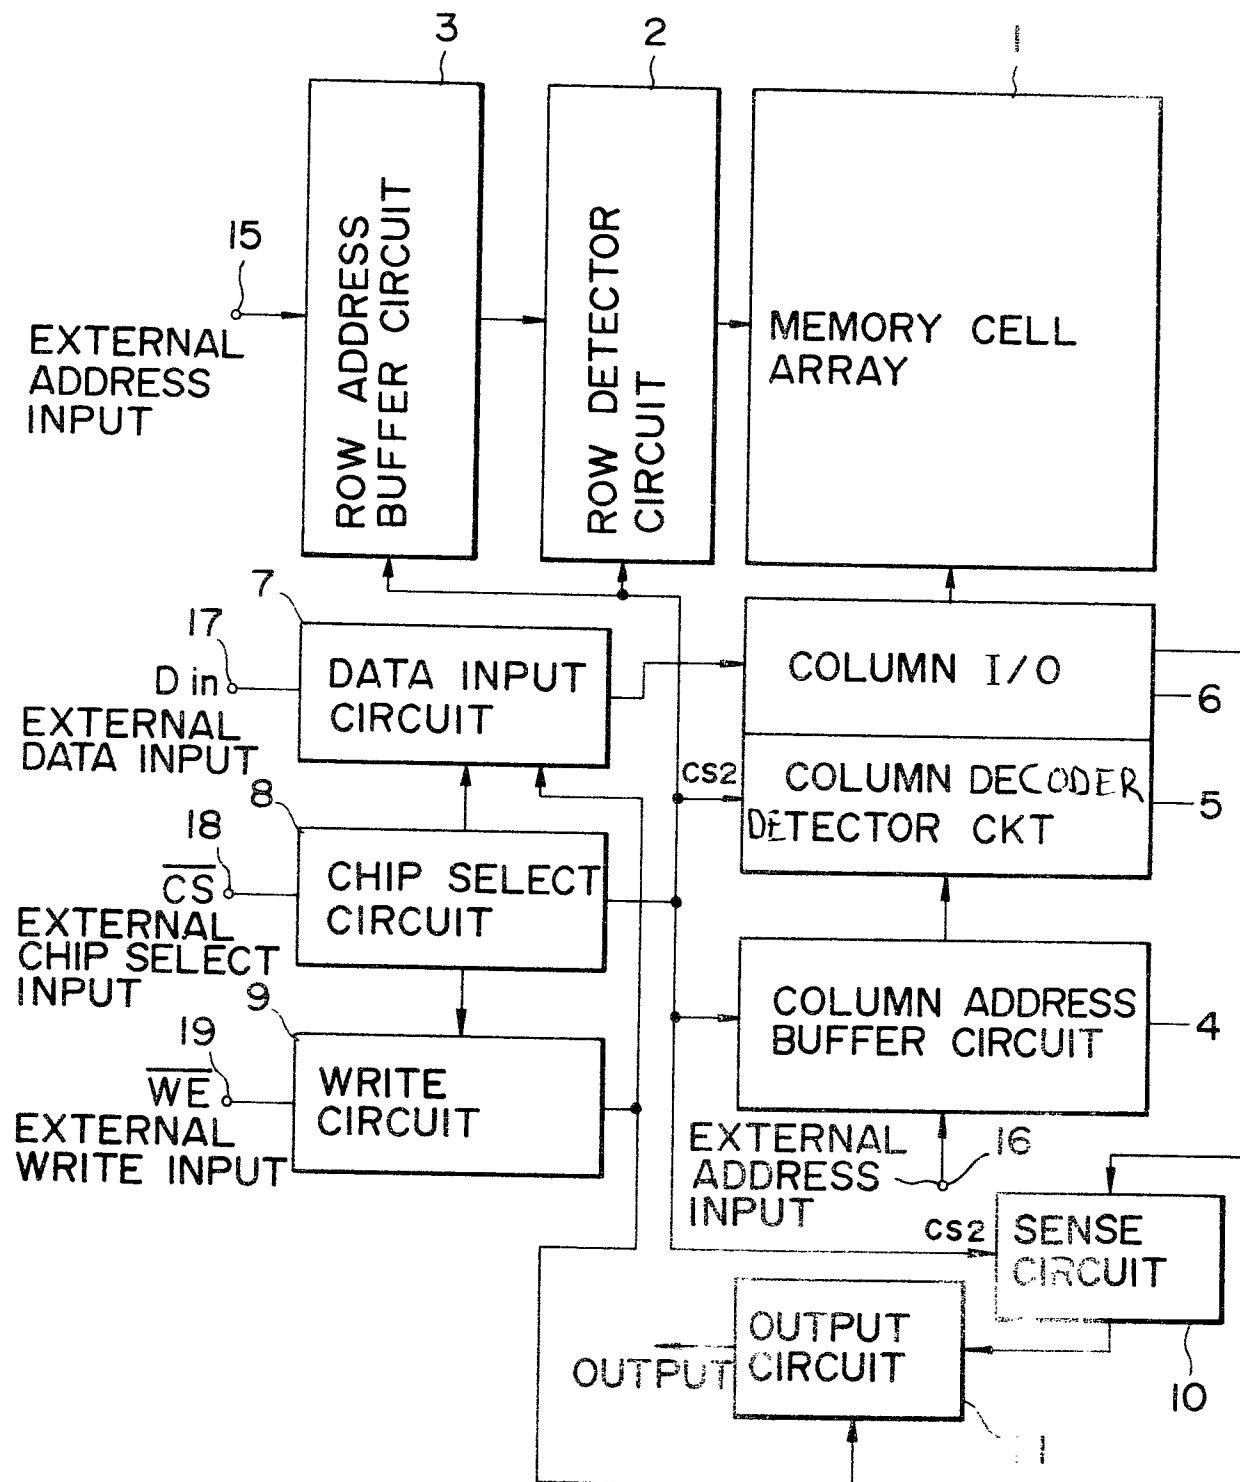 3
2
1
15
EXTERNAL
ADDRESS
INPUT
ROW ADDRESS
BUFFER CIRCUIT
ROW DETECTOR
CIRCUIT
MEMORY CELL
ARRAY
7
17
D in
EXTERNAL
DATA INPUT
DATA INPUT
CIRCUIT
COLUMN I/O
6
CS2
COLUMN DECODER
DETECTOR CKT
5
8
18
C̅S̅
EXTERNAL
CHIP SELECT
INPUT
CHIP SELECT
CIRCUIT
9
19
W̅E̅
EXTERNAL
WRITE INPUT
WRITE
CIRCUIT
COLUMN ADDRESS
BUFFER CIRCUIT
4
EXTERNAL
ADDRESS
INPUT
16
CS2
SENSE
CIRCUIT
10
OUTPUT
OUTPUT
CIRCUIT